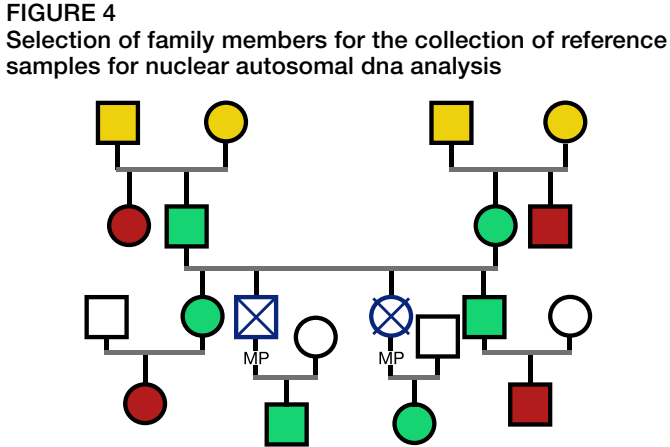 FIGURE 4
Selection of family members for the collection of reference
samples for nuclear autosomal dna analysis
MP
MP